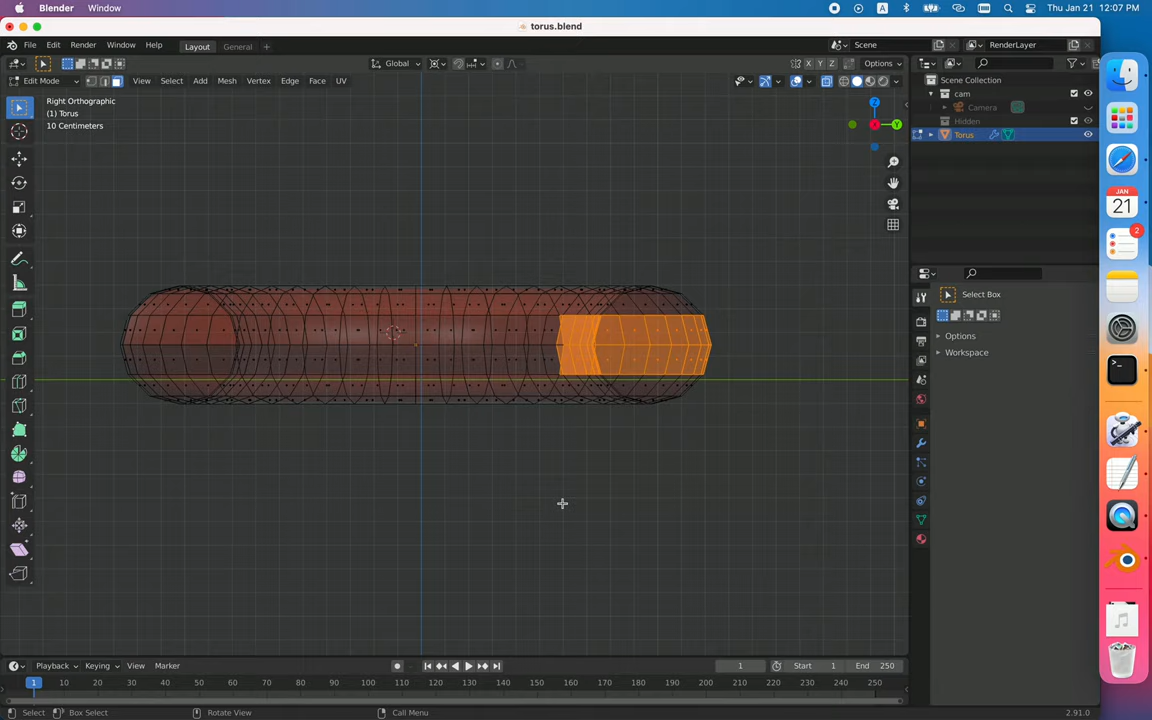 Blender Window
A
Thu Jan 21 12:07 PM
torus.blend
File Edit Render Window Help Layout General +
Scene
RenderLayer
Global
X Y Z
Options
Edit Mode View Select Add Mesh Vertex Edge Face UV
Scene Collection
cam
Camera
Hidden
Torus
Right Orthographic
(1) Torus
10 Centimeters
Z
X
Y
JAN
21
2
Select Box
Options
Workspace
Playback Keying View Marker
1
Start 1
End 250
1 10 20 30 40 50 60 70 80 90 100 110 120 130 140 150 160 170 180 190 200 210 220 230 240 250
Select Box Select Rotate View Call Menu
2.91.0